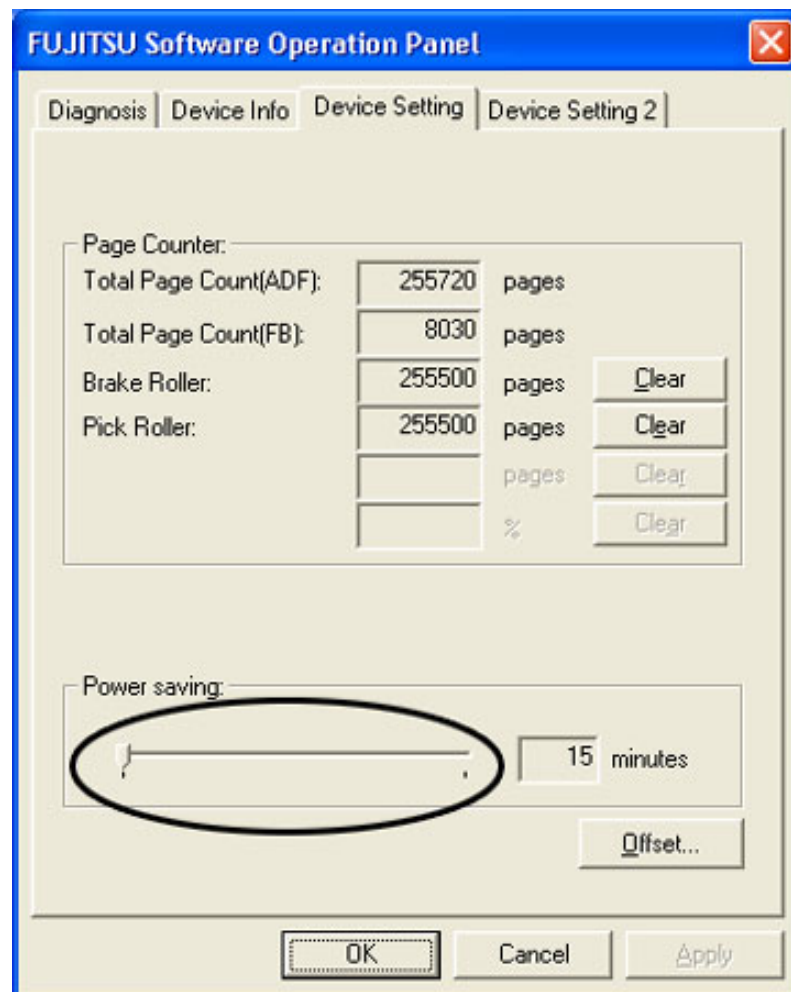 FUJITSU Software Operation Panel
Diagnosis Device Info Device Setting Device Setting 2
Page Counter:
Total Page Count(ADF): 255720 pages
Total Page Count(FB): 8030 pages
Brake Roller: 255500 pages Clear
Pick Roller: 255500 pages Clear
pages Clear
% Clear
Power saving:
15 minutes
Offset...
OK Cancel Apply